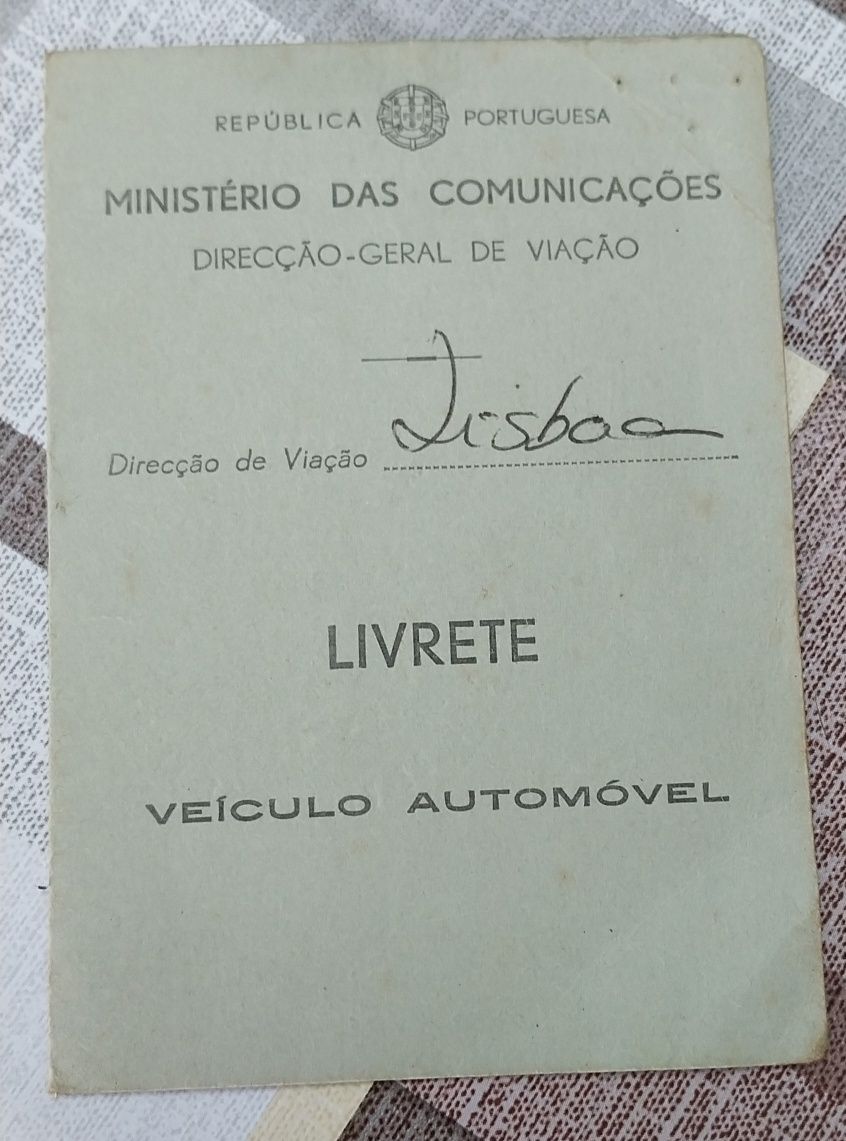 REPÚBLICA PORTUGUESA
MINISTÉRIO DAS COMUNICAÇÕES
DIRECÇÃO-GERAL DE VIAÇÃO
Direcção de Viação Lisboa
LIVRETE
VEÍCULO AUTOMÓVEL